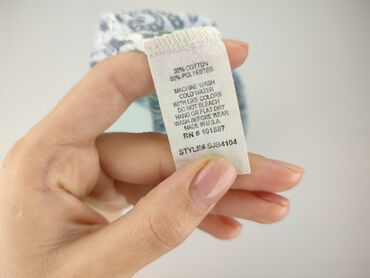 50% COTTON
50% POLYESTER
MACHINE WASH
COLD WATER
WITH LIKE COLORS
DO NOT BLEACH
HANG OR FLAT DRY
WASH BEFORE WEAR
MADE IN U.S.A.
RN # 101587
STYLE# SJB4104